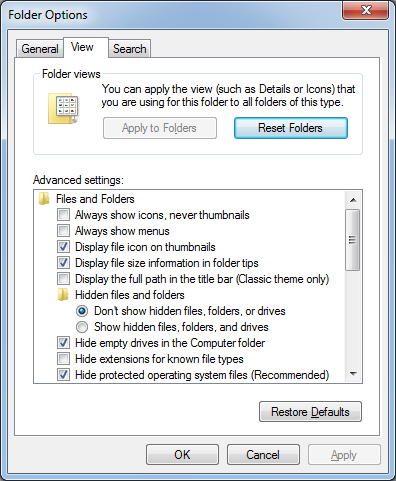 Folder Options
General View Search
Folder views
You can apply the view (such as Details or Icons) that
you are using for this folder to all folders of this type.
Apply to Folders Reset Folders
Advanced settings:
Files and Folders
Always show icons, never thumbnails
Always show menus
Display file icon on thumbnails
Display file size information in folder tips
Display the full path in the title bar (Classic theme only)
Hidden files and folders
Don't show hidden files, folders, or drives
Show hidden files, folders, and drives
Hide empty drives in the Computer folder
Hide extensions for known file types
Hide protected operating system files (Recommended)
Restore Defaults
OK Cancel Apply